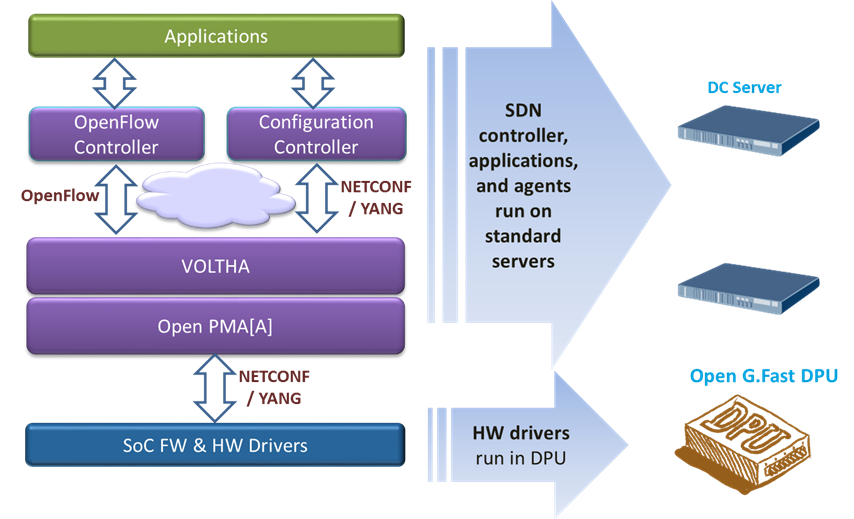 Applications
OpenFlow
Controller
Configuration
Controller
OpenFlow
NETCONF
/ YANG
VOLTHA
Open PMA[A]
NETCONF
/ YANG
SoC FW & HW Drivers
SDN
controller,
applications,
and agents
run on
standard
servers
HW drivers
run in DPU
DC Server
Open G.Fast DPU
DPU